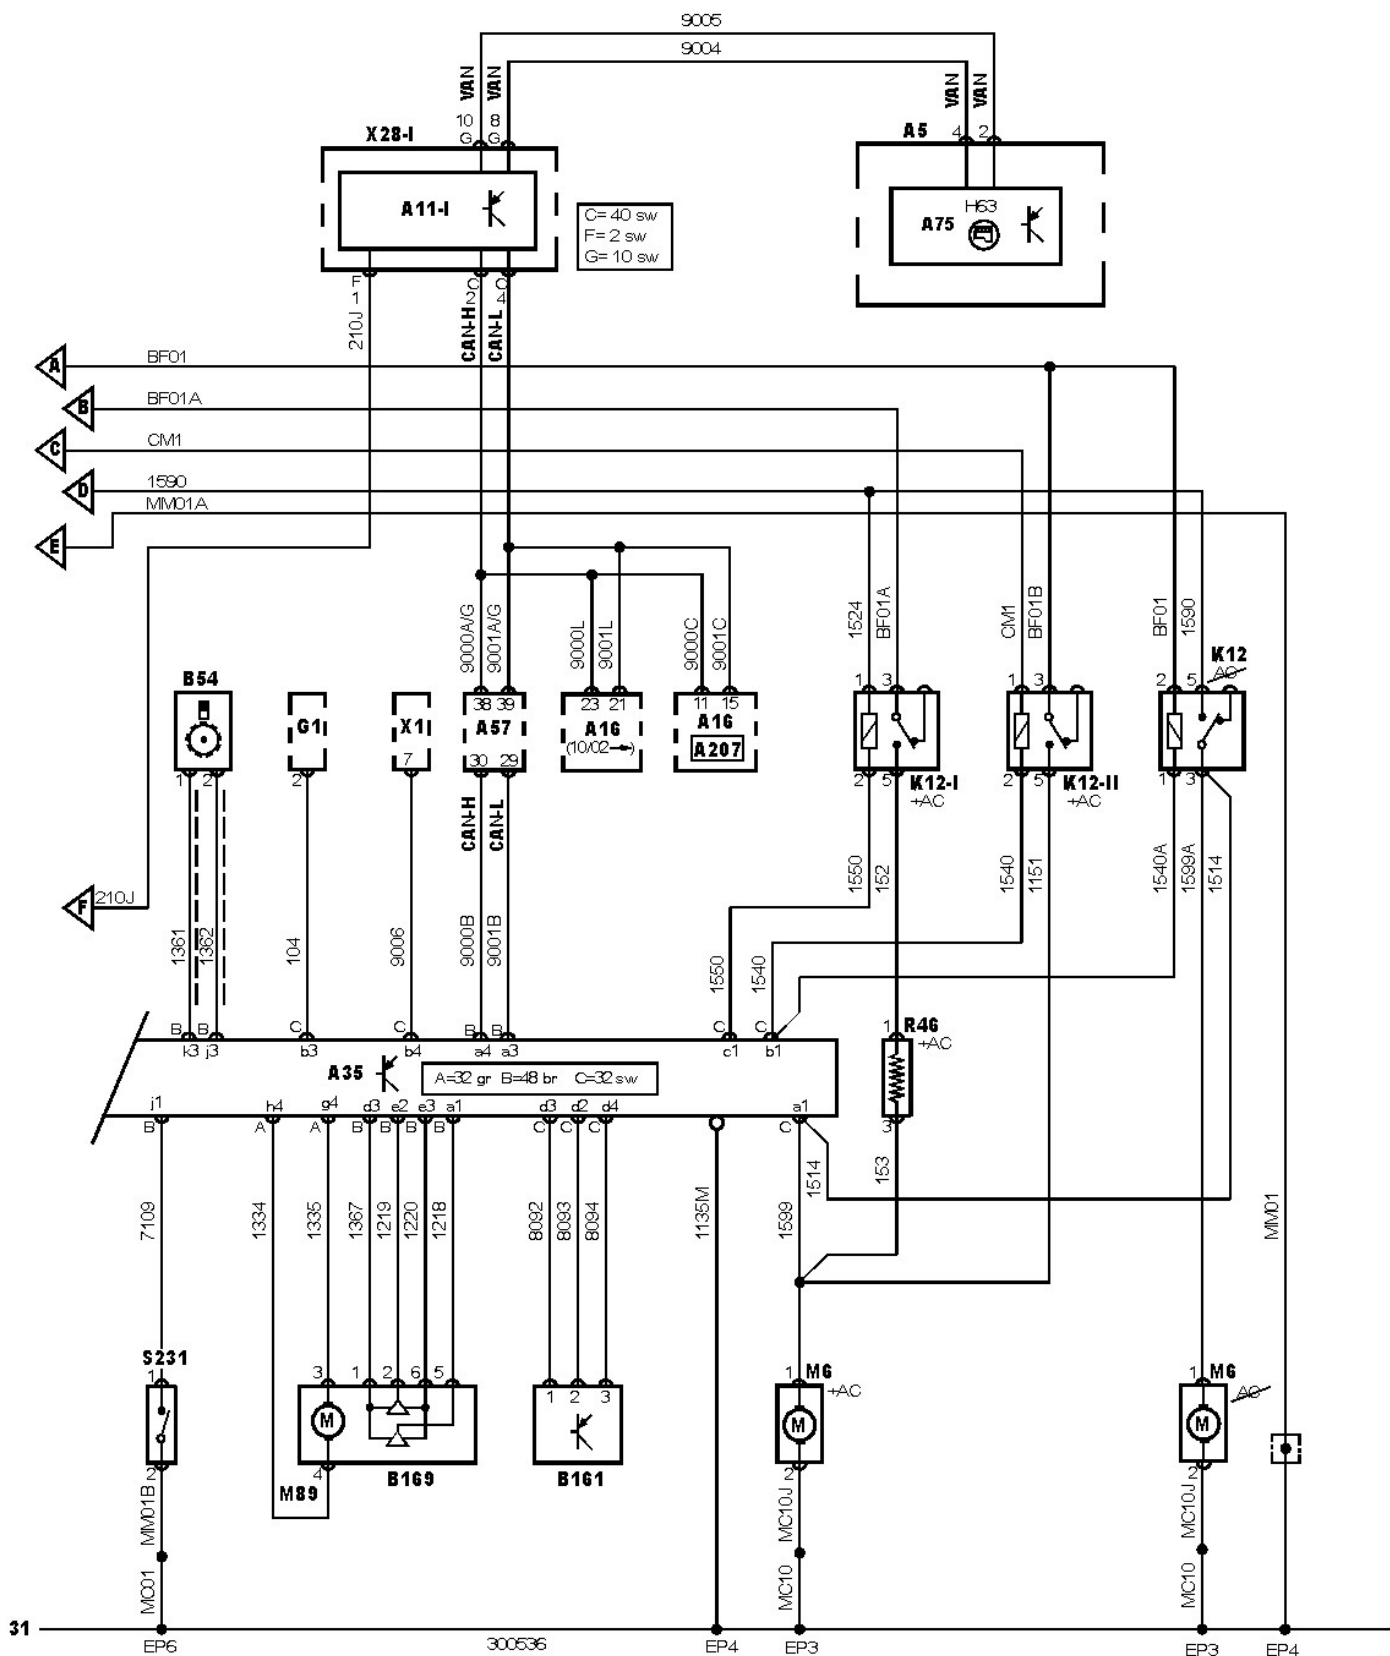 9005
9004
VAN
VAN
VAN
VAN
10 8
G G
X28-I
A5
4 2
A11-I
C= 40 sw
F= 2 sw
G= 10 sw
H63
A75
F C C
1 2 4
210J
CAN-H
CAN-L
A
BF01
B
BF01A
C
CM1
D
1590
E
MM01A
9000A/G
9001A/G
9000L
9001L
9000C
9001C
1524
BF01A
CM1
BF01B
BF01
1590
B54
K12
AC
1 3
1 3
2 5
38 39
23 21
11 15
G1
X1
A57
A16
(10/02→)
A16
A207
7
30 29
1 2
2
2 5
K12-I
+AC
2 5
K12-II
+AC
1 3
CAN-H
CAN-L
1550
152
1540
1151
1540A
1599A
1514
F
210J
1361
1362
104
9006
9000B
9001B
1550
1540
B B C C B B C C
k3 j3 b3 b4 a4 a3 c1 b1
1
R46
+AC
A35
A=32 gr B=48 br C=32 sw
j1 h4 g4 d3 e2 e3 a1 d3 d2 d4 a1
B A A B B B B C C C C
3
7109
1334
1335
1367
1219
1220
1218
8092
8093
8094
1135M
1599
1514
153
MM01
S231
1
3 1 2 6 5
1 2 3
1
M6
+AC
1
M6
AC
M
M
M
2
4
M89
B169
B161
2
2
MM01B
MC10J
MC10J
MC01
MC10
MC10
31
EP6
300536
EP4
EP3
EP3
EP4